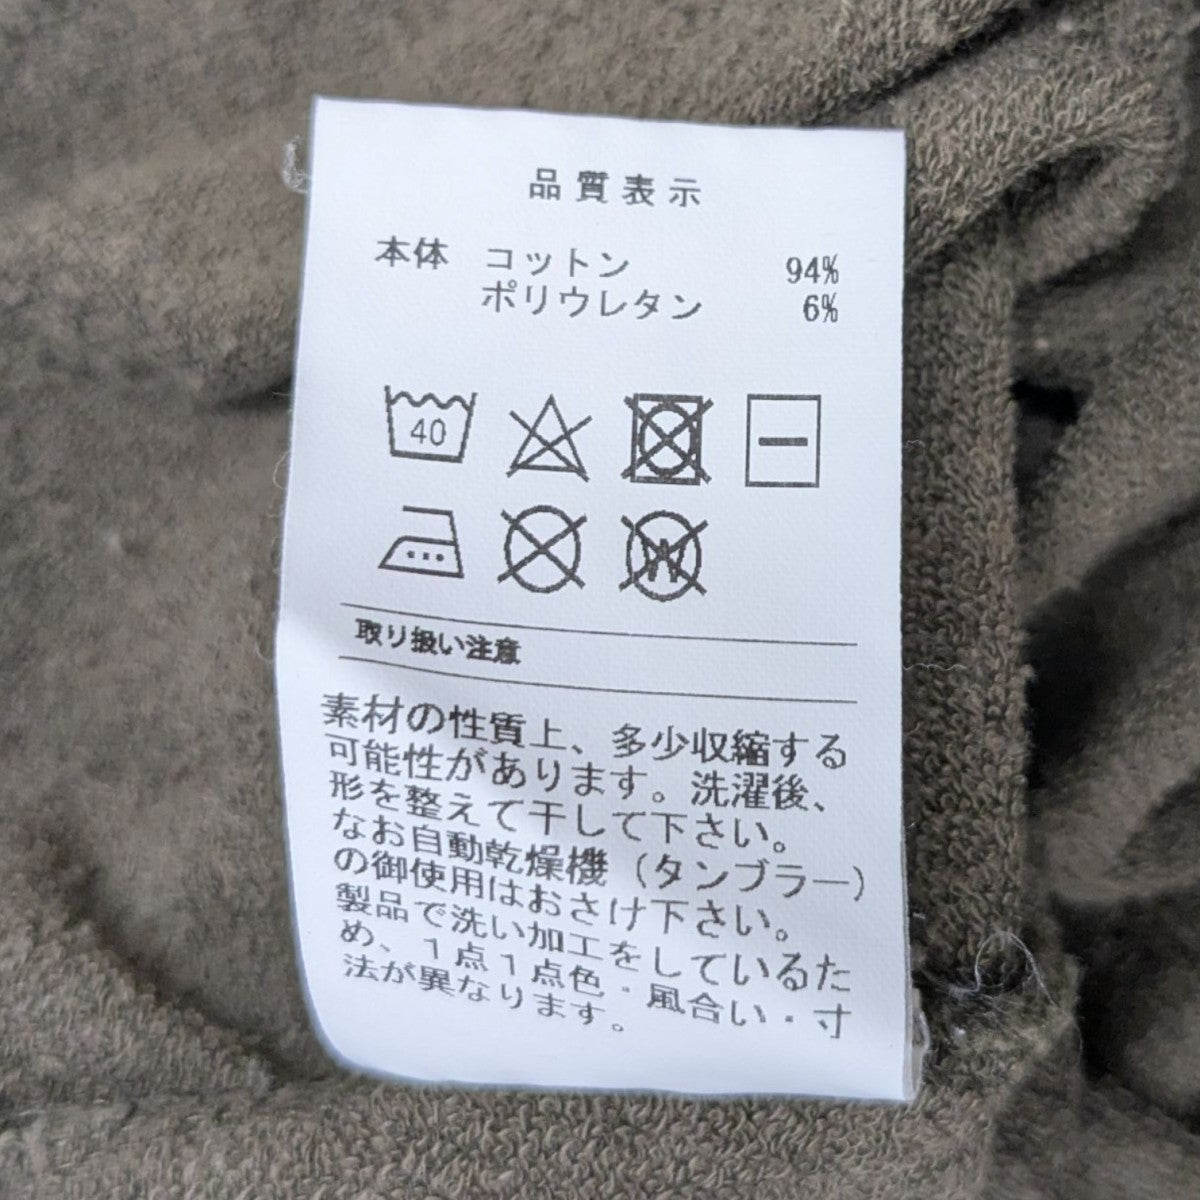 品質表示
本体 コットン 94%
ポリウレタン 6%
40
W
取り扱い注意
素材の性質上、多少収縮する
可能性があります。洗濯後、
形を整えて干して下さい。
なお自動乾燥機（タンブラー）
の御使用はおさけ下さい。
製品で洗い加工をしているた
め、1点1点色・風合い・寸
法が異なります。